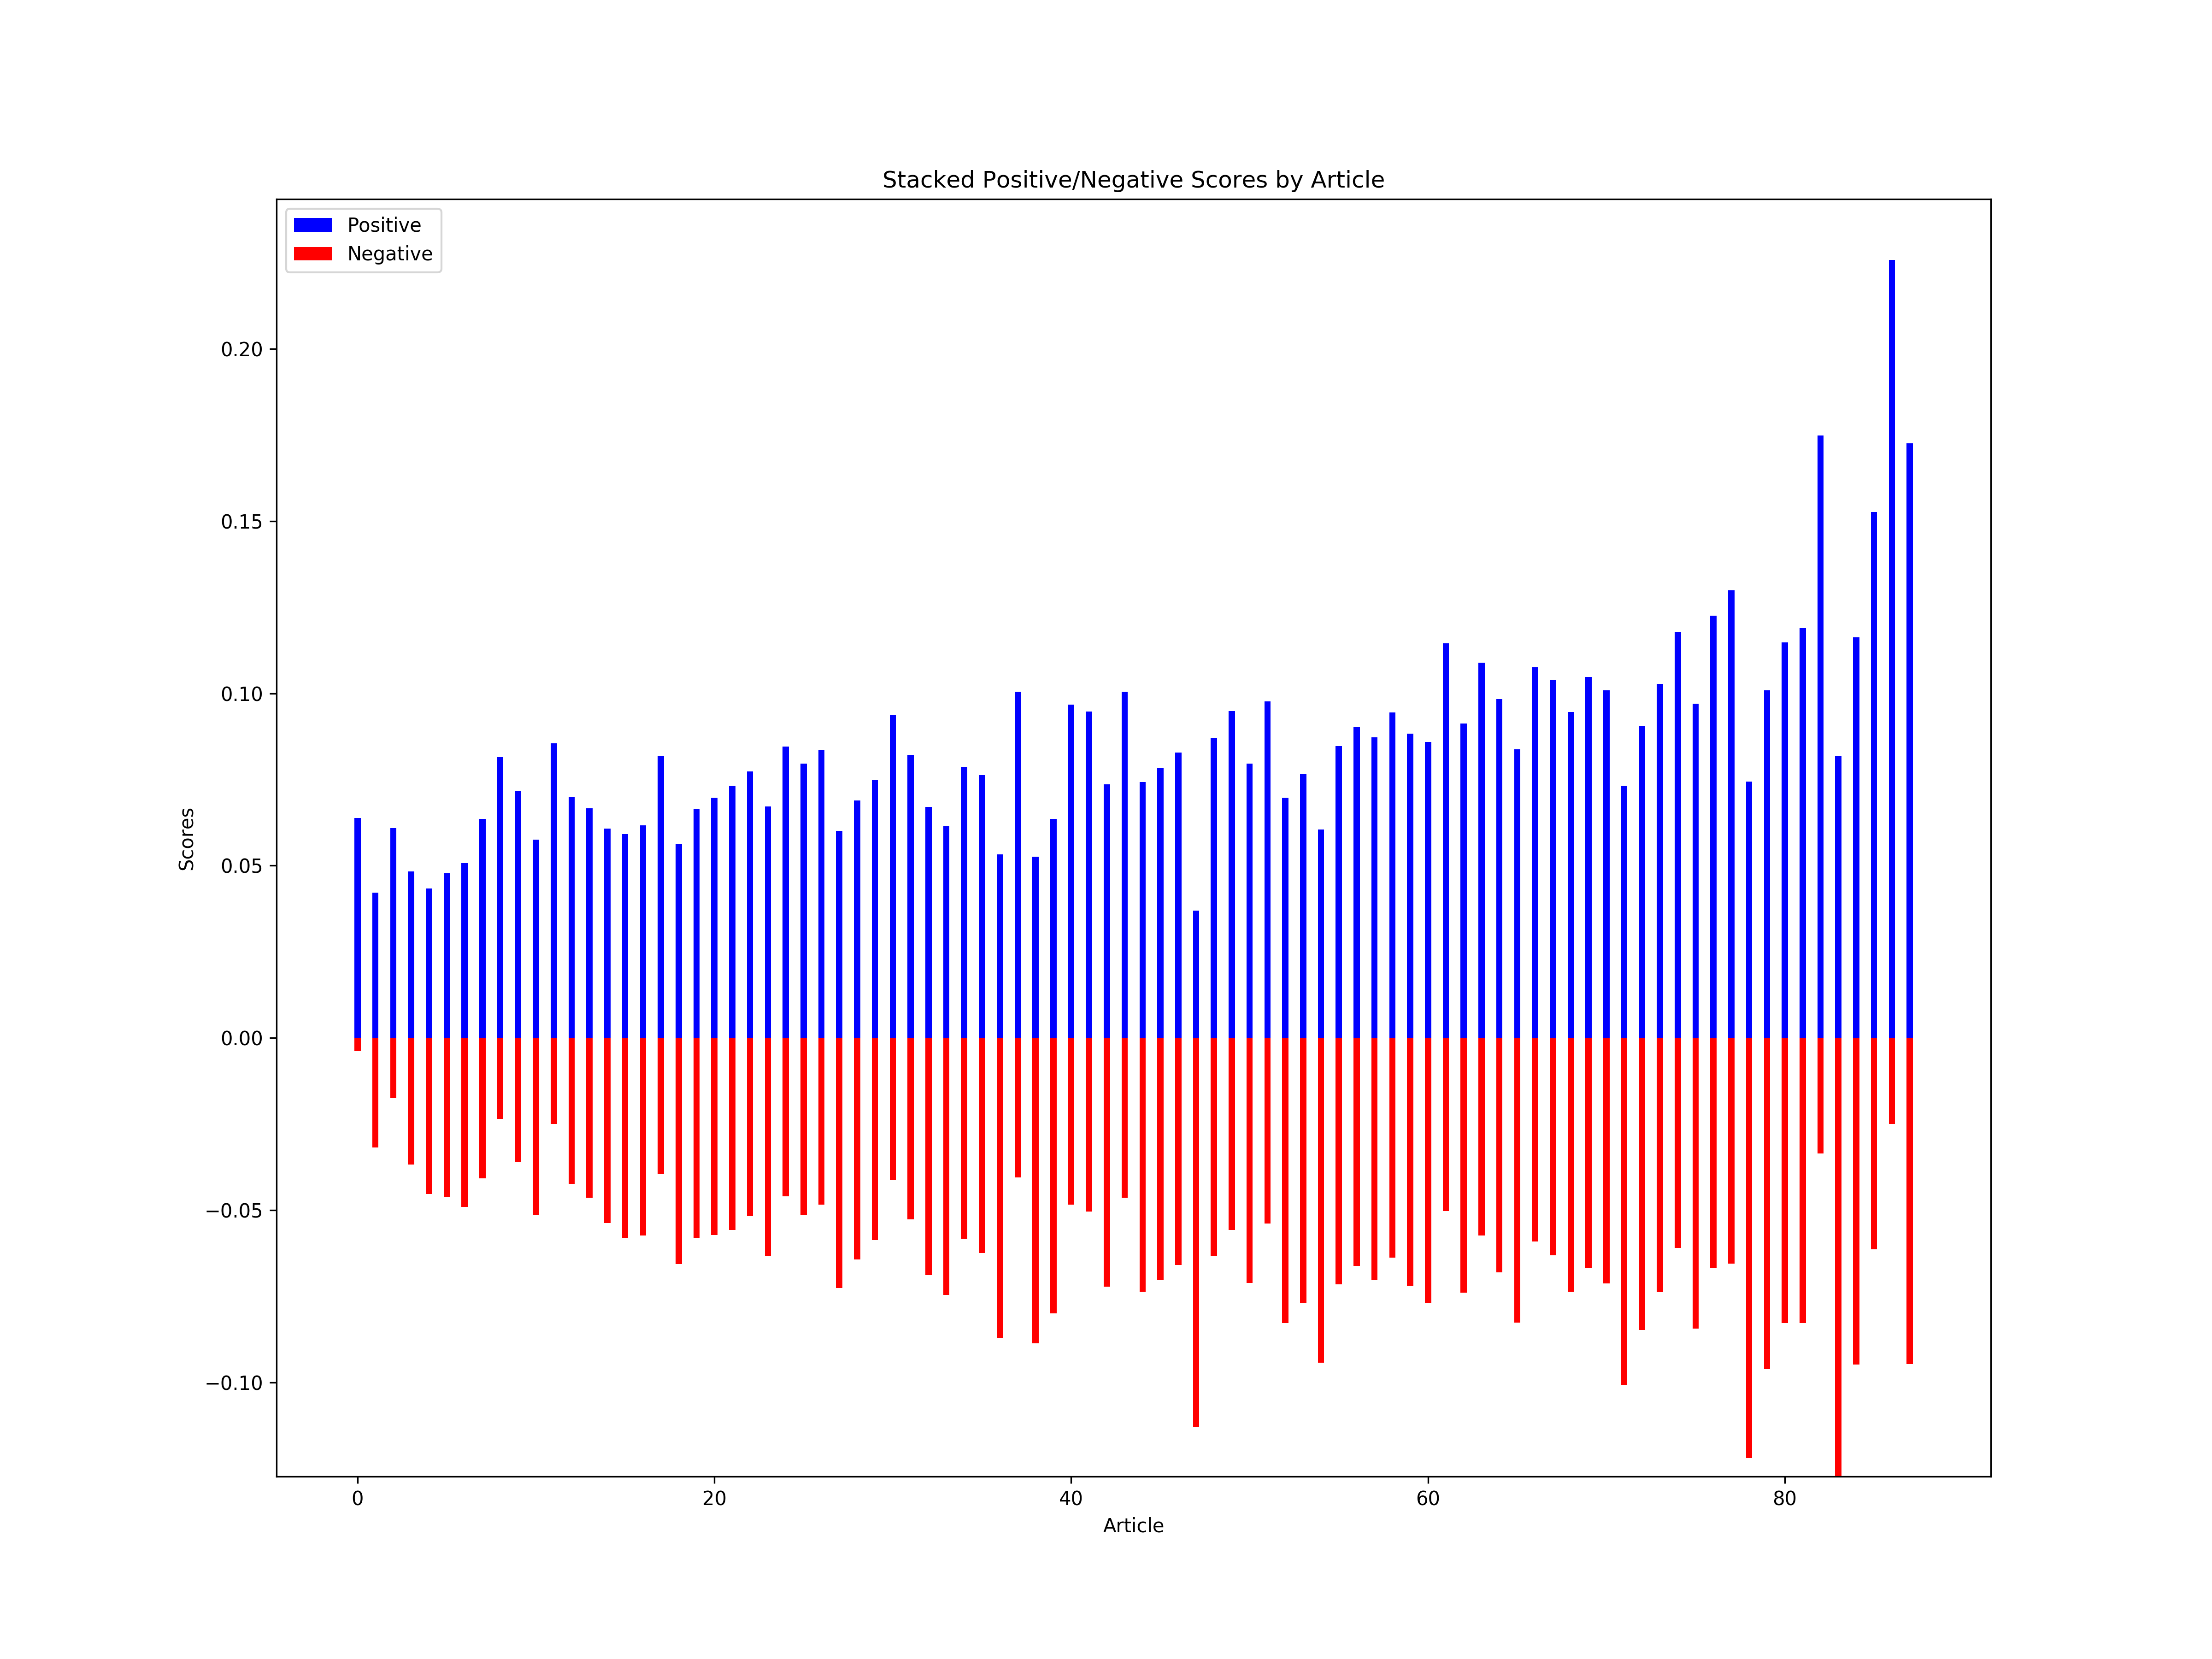 Stacked Positive/Negative Scores by Article
Positive
Negative
0.20
0.15
0.10
0.05
0.00
−0.05
−0.10
Scores
0 20 40 60 80
Article